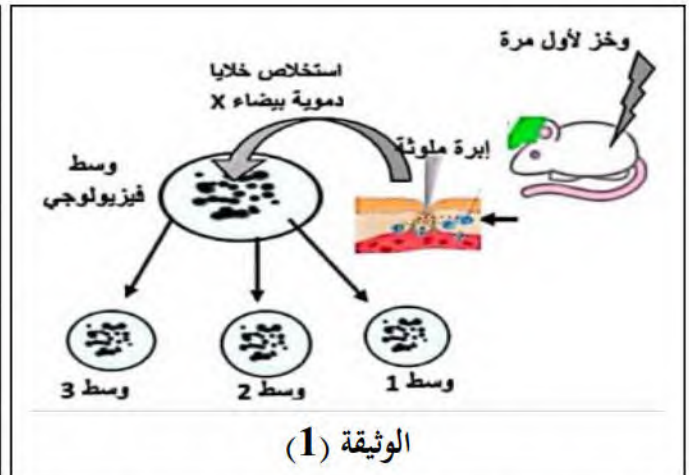 وخز لأول مرة
استخلاص خلايا
دموية بيضاء X
إبرة ملوثة
وسط
فيزيولوجي
وسط 1
وسط 2
وسط 3
الوثيقة (1)